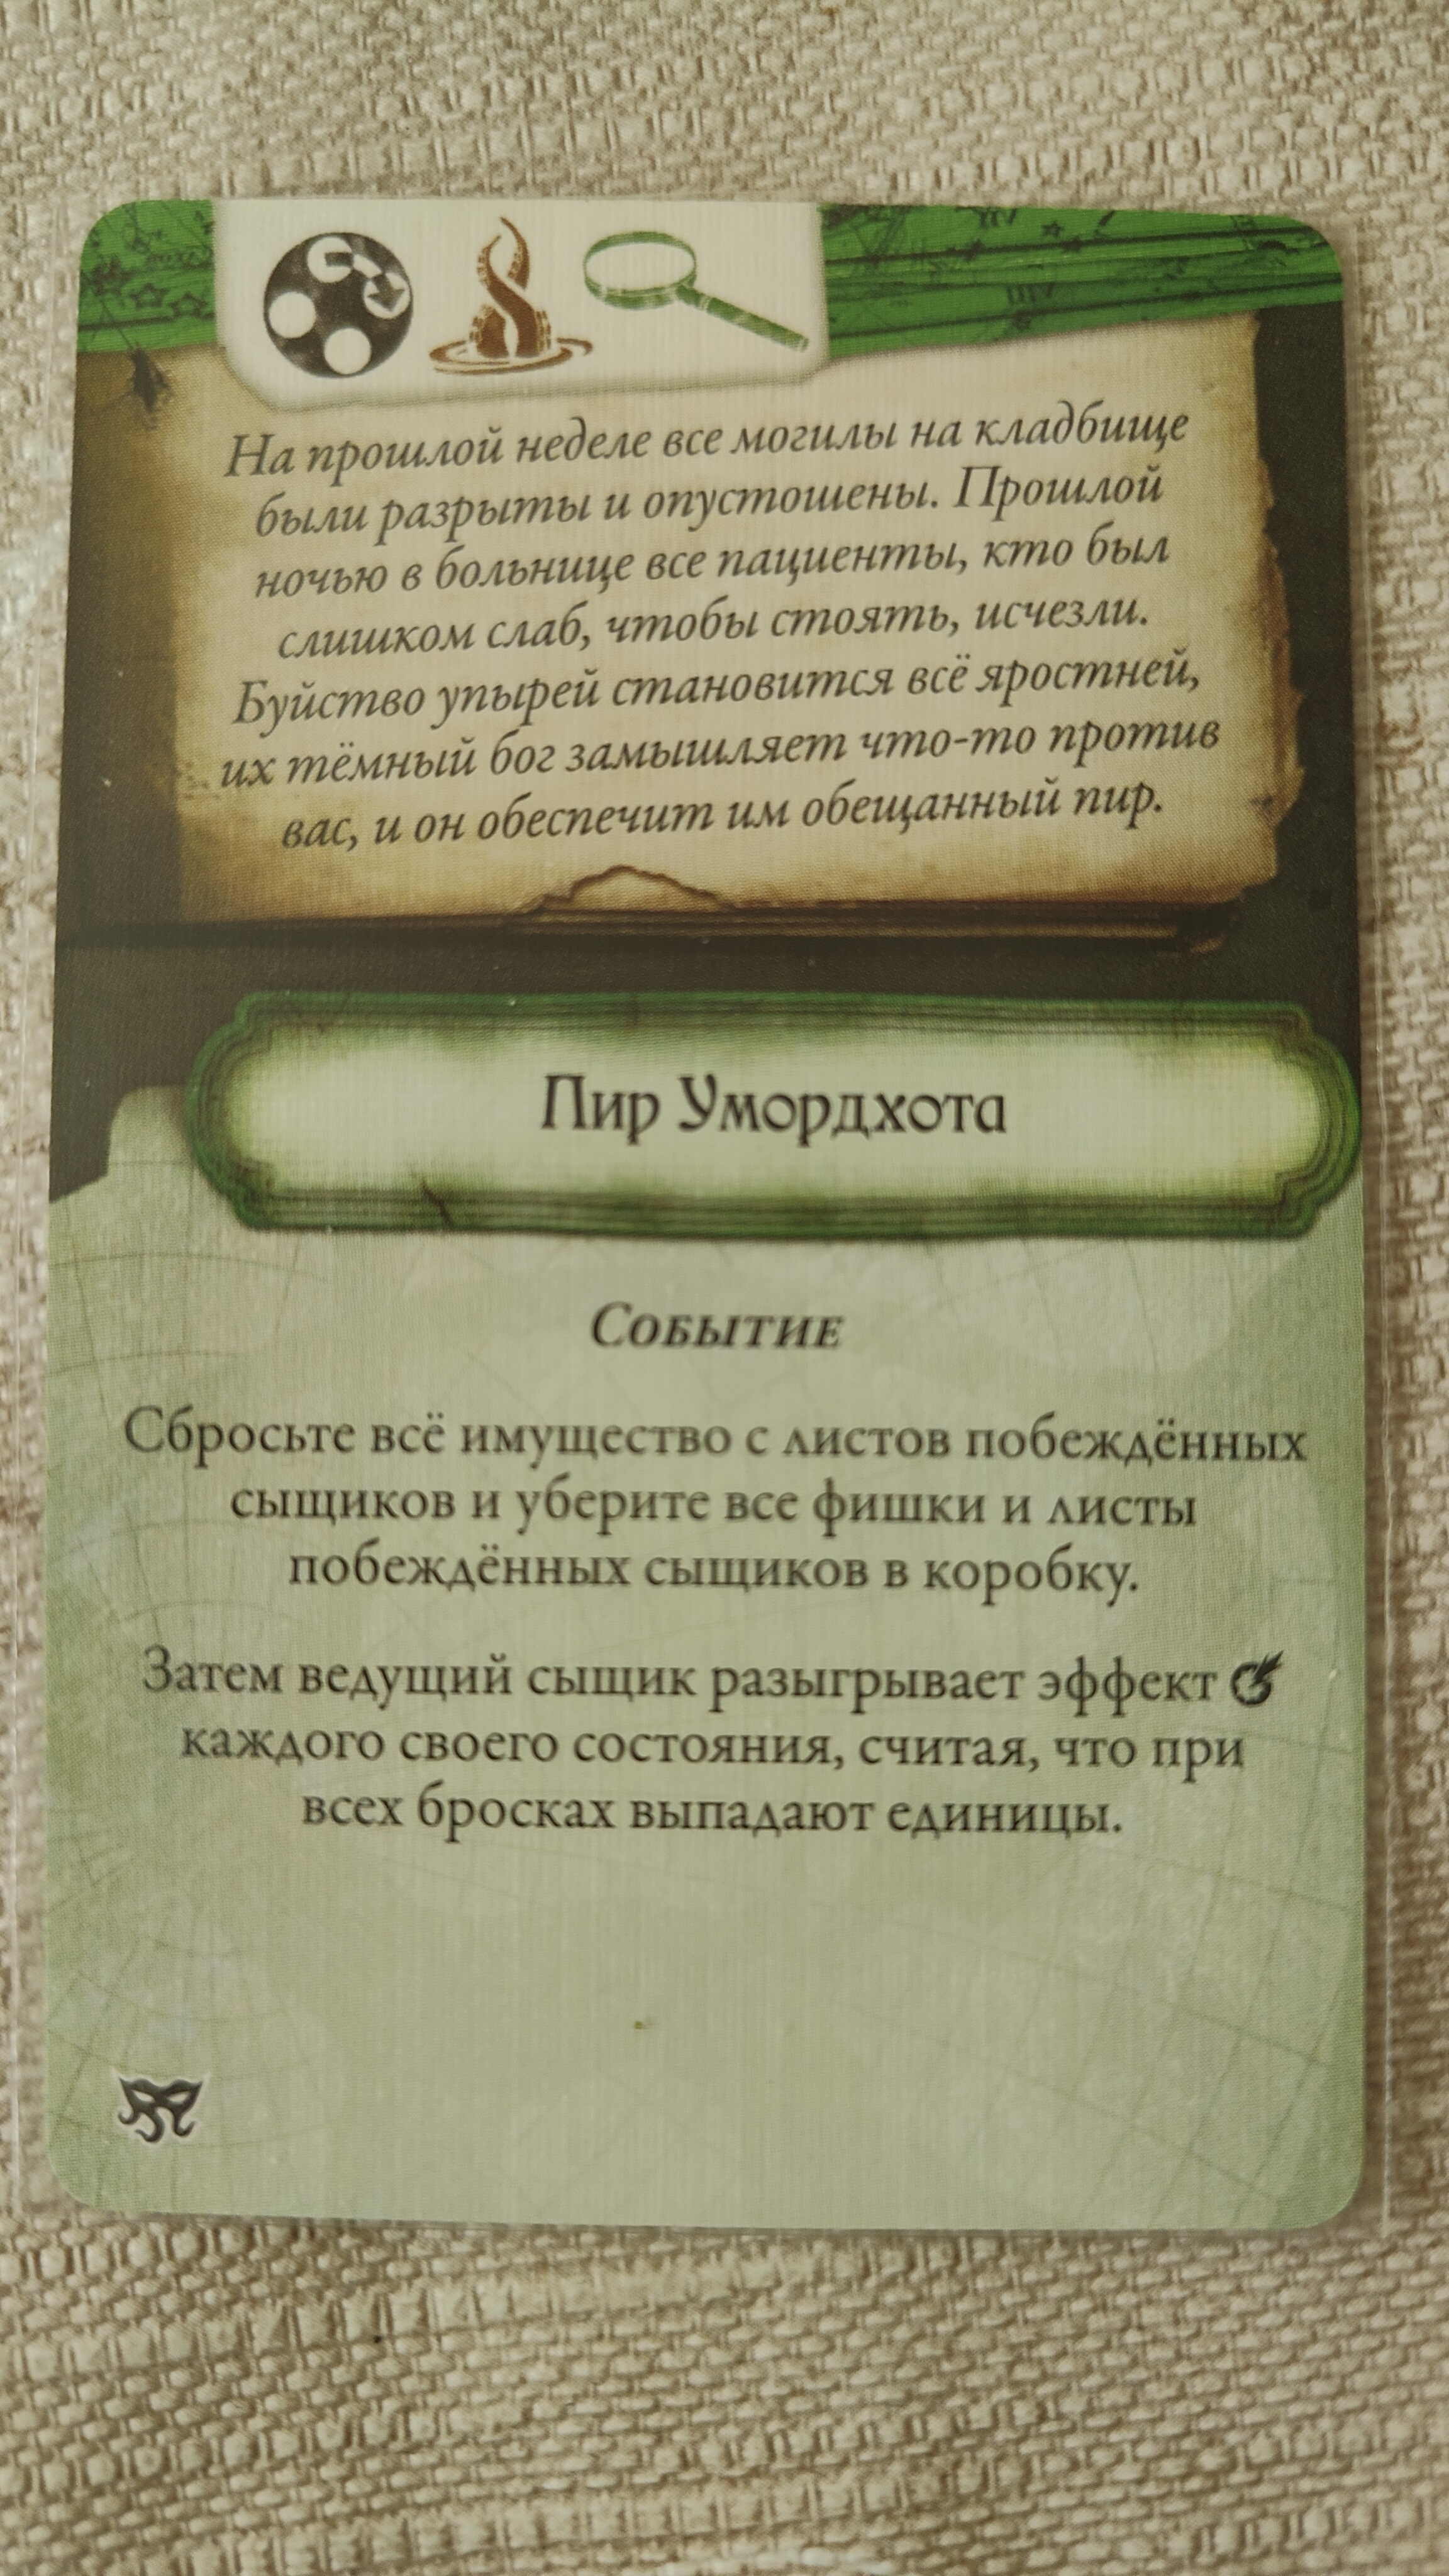 На прошлой неделе все могилы на кладбище
были разрыты и опустошены. Прошлой
ночью в больнице все пациенты, кто был
слишком слаб, чтобы стоять, исчезли.
Буйство упырей становится всё яростней,
их тёмный бог замышляет что-то против
вас, и он обеспечит им обещанный пир.
Пир Умордхота
Событие
Сбросьте всё имущество с листов побеждённых
сыщиков и уберите все фишки и листы
побеждённых сыщиков в коробку.
Затем ведущий сыщик разыгрывает эффект
каждого своего состояния, считая, что при
всех бросках выпадают единицы.